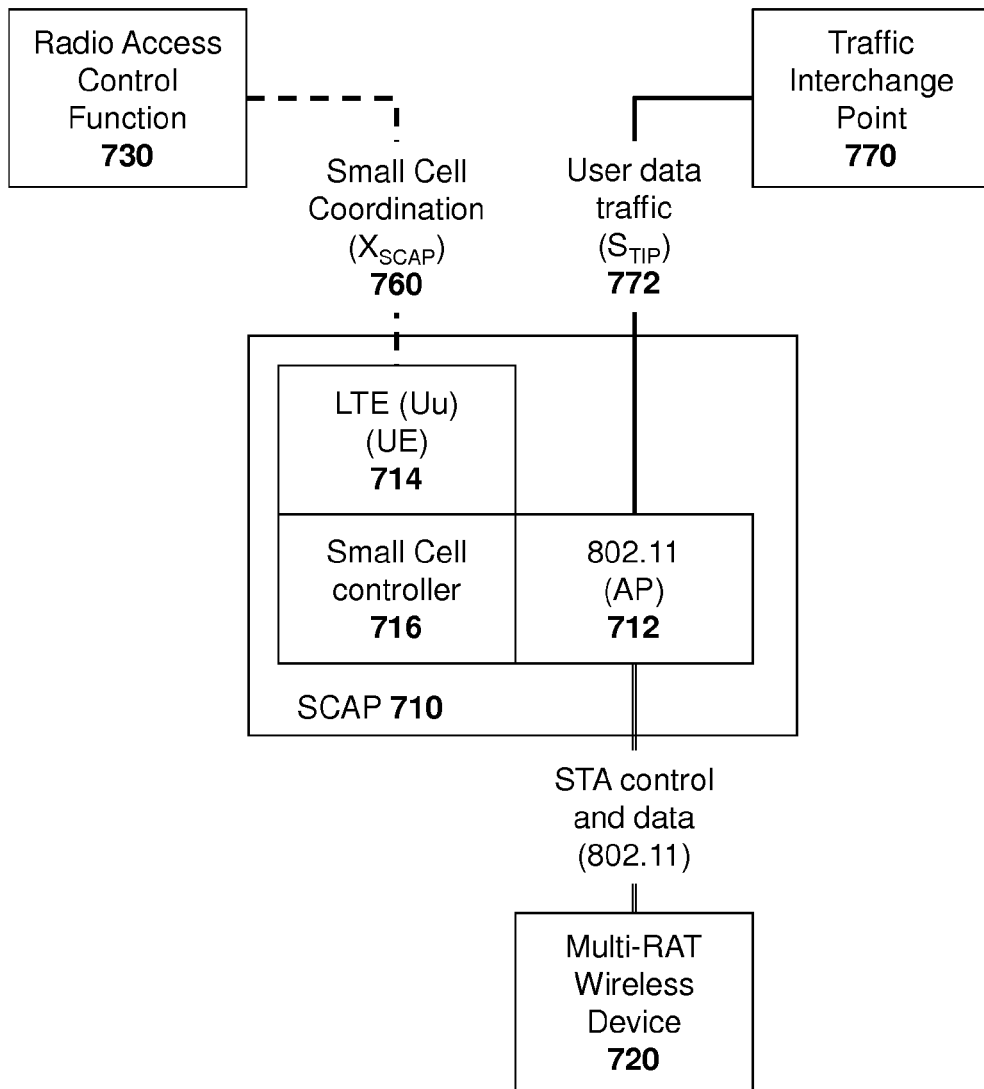 Radio Access
Control
Function
730
Traffic
Interchange
Point
770
Small Cell
Coordination
(XSCAP)
760
User data
traffic
(STIP)
772
LTE (Uu)
(UE)
714
Small Cell
controller
716
802.11
(AP)
712
SCAP 710
STA control
and data
(802.11)
Multi-RAT
Wireless
Device
720